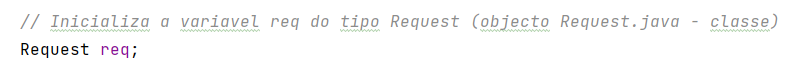 // Inicializa a variavel req do tipo Request (objecto Request.java - classe)
Request req;